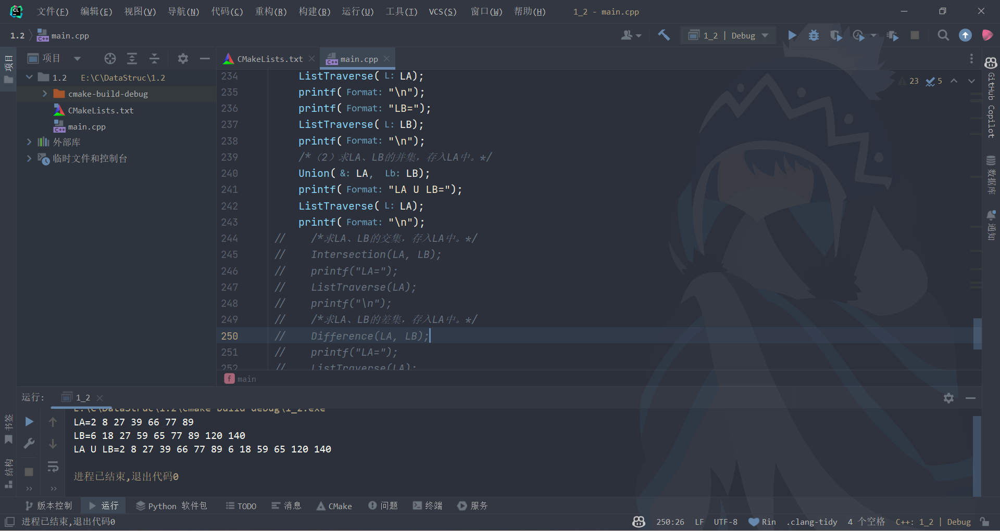 文件(F) 编辑(E) 视图(V) 导航(N) 代码(C) 重构(R) 构建(B) 运行(U) 工具(T) VCS(S) 窗口(W) 帮助(H) 1_2 - main.cpp
1.2 main.cpp 1_2 | Debug
项目 CMakeLists.txt main.cpp
项目
1.2 E:\C\DataStruc\1.2
cmake-build-debug
CMakeLists.txt
main.cpp
外部库
临时文件和控制台
23 5
234 ListTraverse( L: LA);
235 printf( Format: "\n");
236 printf( Format: "LB=");
237 ListTraverse( L: LB);
238 printf( Format: "\n");
239 /*（2）求LA、LB的并集，存入LA中。*/
240 Union( &: LA, Lb: LB);
241 printf( Format: "LA U LB=");
242 ListTraverse( L: LA);
243 printf( Format: "\n");
244 // /*求LA、LB的交集，存入LA中。*/
245 // Intersection(LA, LB);
246 // printf("LA=");
247 // ListTraverse(LA);
248 // printf("\n");
249 // /*求LA、LB的差集，存入LA中。*/
250 // Difference(LA, LB);
251 // printf("LA=");
252 // ListTraverse(LA);
f main
GitHub Copilot
数据库
通知
运行: 1_2
E:\C\DataStruc\1.2\cmake-build-debug\1_2.exe
LA=2 8 27 39 66 77 89
LB=6 18 27 59 65 77 89 120 140
LA U LB=2 8 27 39 66 77 89 6 18 59 65 120 140
进程已结束,退出代码0
书签
结构
版本控制 运行 Python 软件包 TODO 消息 CMake 问题 终端 服务
进程已结束,退出代码0 250:26 LF UTF-8 Rin .clang-tidy 4 个空格 C++: 1_2 | Debug